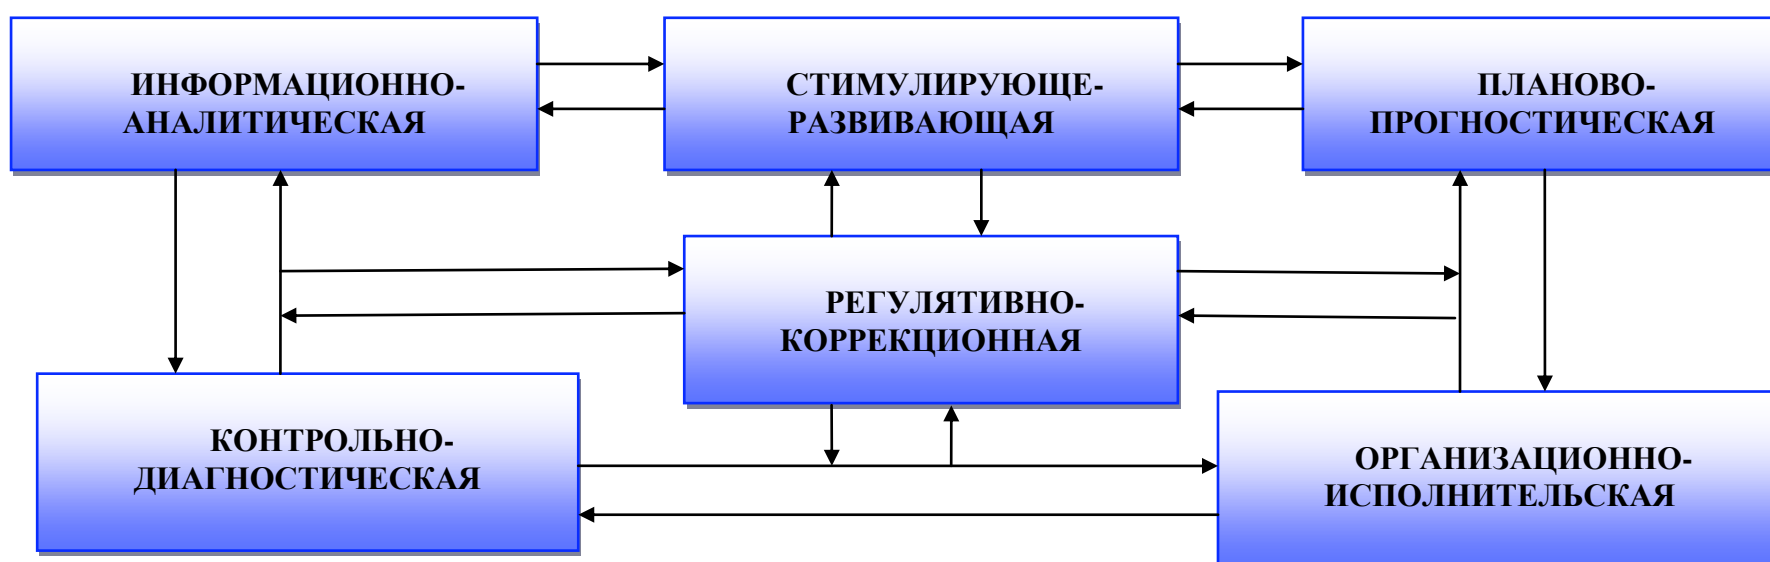 ИНФОРМАЦИОННО-
АНАЛИТИЧЕСКАЯ
СТИМУЛИРУЮЩЕ-
РАЗВИВАЮЩАЯ
ПЛАНОВО-
ПРОГНОСТИЧЕСКАЯ
РЕГУЛЯТИВНО-
КОРРЕКЦИОННАЯ
КОНТРОЛЬНО-
ДИАГНОСТИЧЕСКАЯ
ОРГАНИЗАЦИОННО-
ИСПОЛНИТЕЛЬСКАЯ